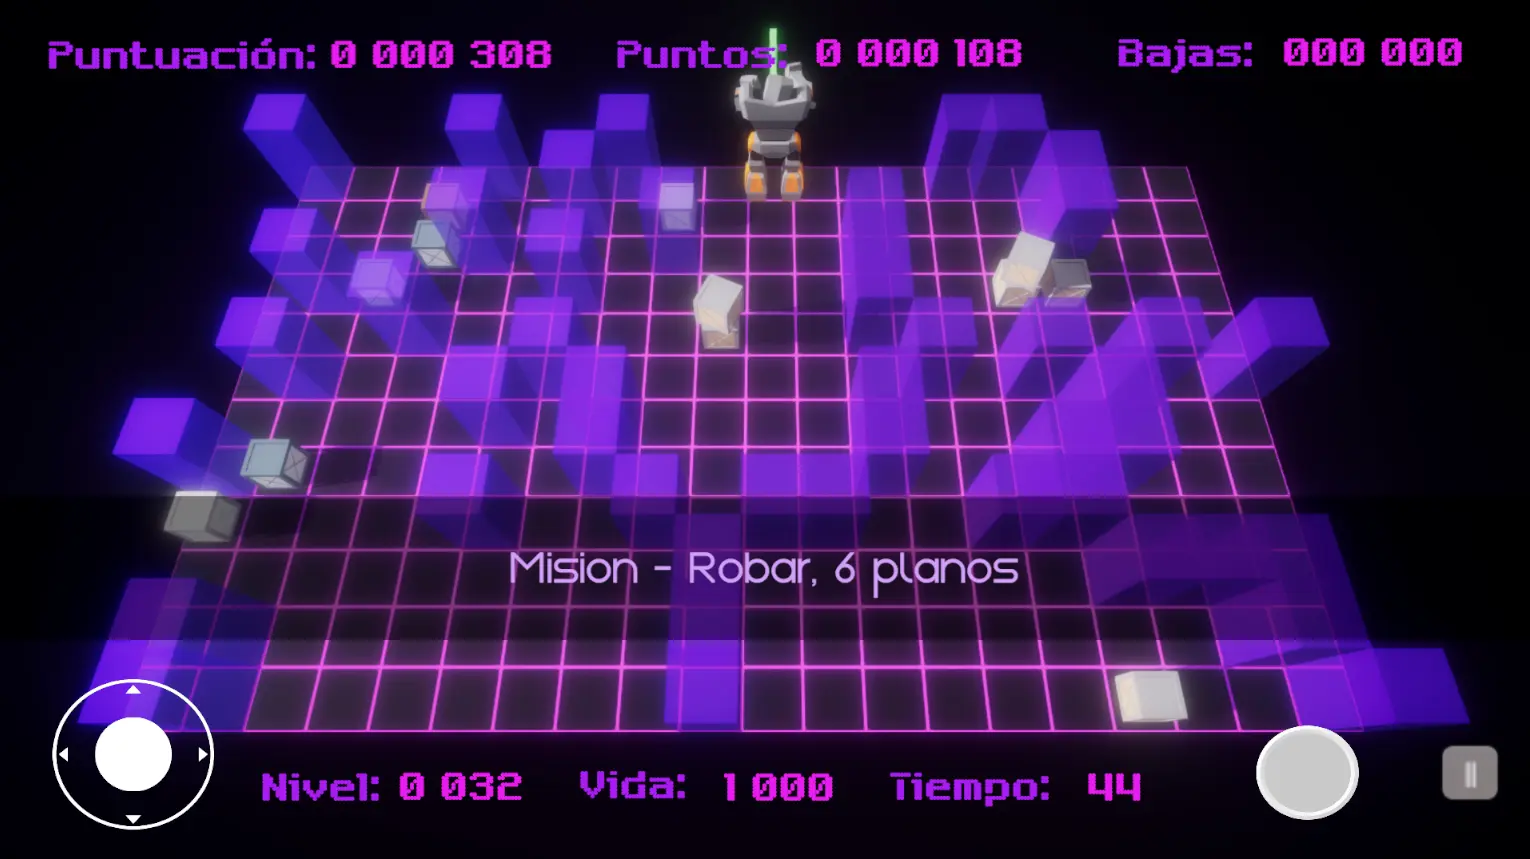 Puntuación: 0 000 308 Puntos: 0 000 108 Bajas: 000 000
Mision - Robar, 6 planos
Nivel: 0 032 Vida: 1 000 Tiempo: 44